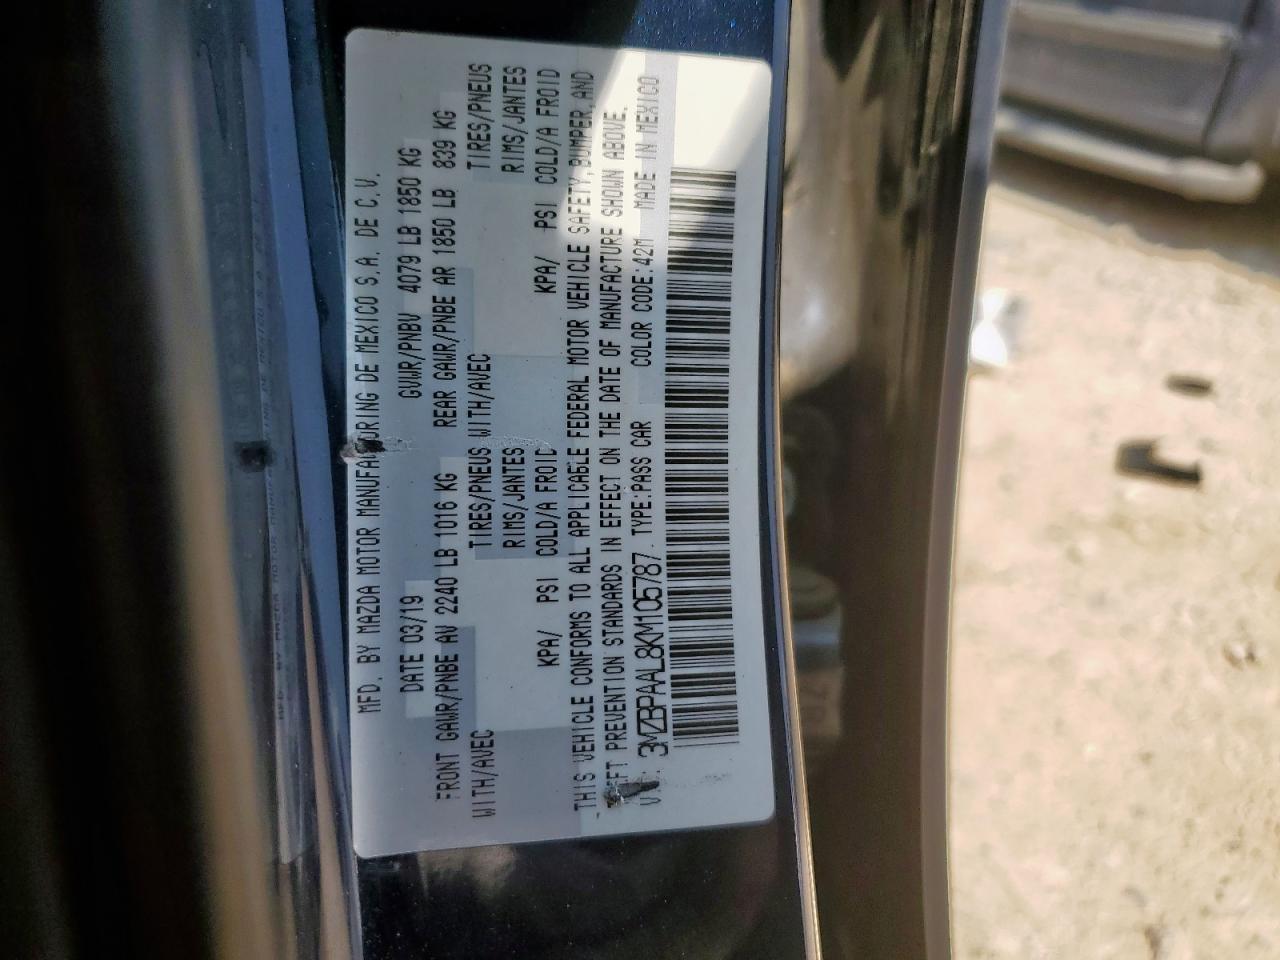 MFD. BY MAZDA MOTOR MANUFACTURING DE MEXICO S.A. DE C.V.
DATE 03/19 GVWR/PNBV 4079 LB 1850 KG
FRONT GAWR/PNBE AV 2240 LB 1016 KG REAR GAWR/PNBE AR 1850 LB 839 KG
WITH/AVEC TIRES/PNEUS WITH/AVEC TIRES/PNEUS
RIMS/JANTES RIMS/JANTES
KPA/ PSI COLD/A FROID KPA/ PSI COLD/A FROID
THIS VEHICLE CONFORMS TO ALL APPLICABLE FEDERAL MOTOR VEHICLE SAFETY, BUMPER, AND
THEFT PREVENTION STANDARDS IN EFFECT ON THE DATE OF MANUFACTURE SHOWN ABOVE.
3MZBPAAL8KM105787 TYPE:PASS CAR COLOR CODE:42M MADE IN MEXICO